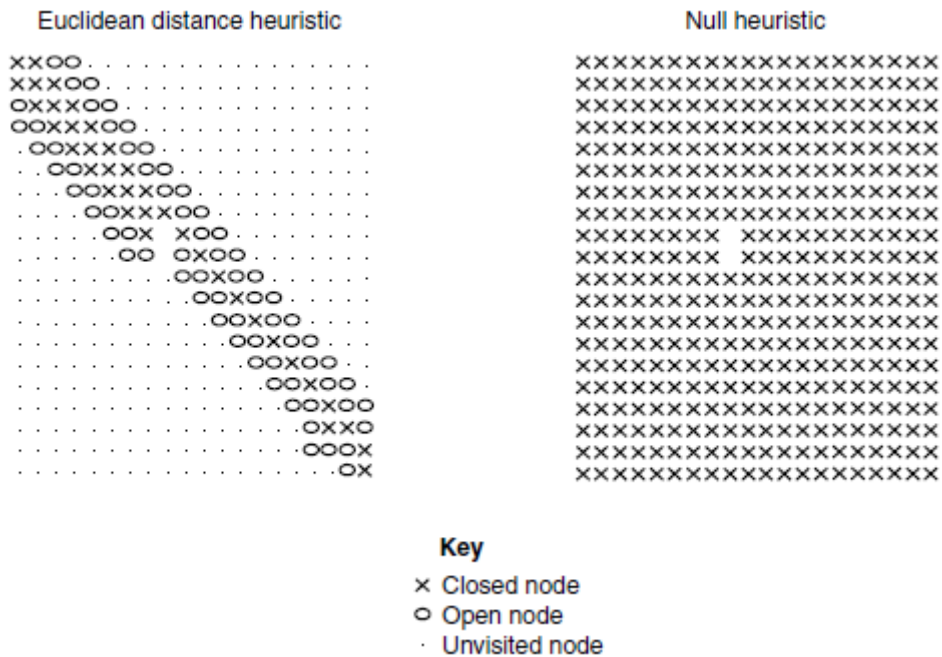 Euclidean distance heuristic
Null heuristic
Key
× Closed node
O Open node
. Unvisited node